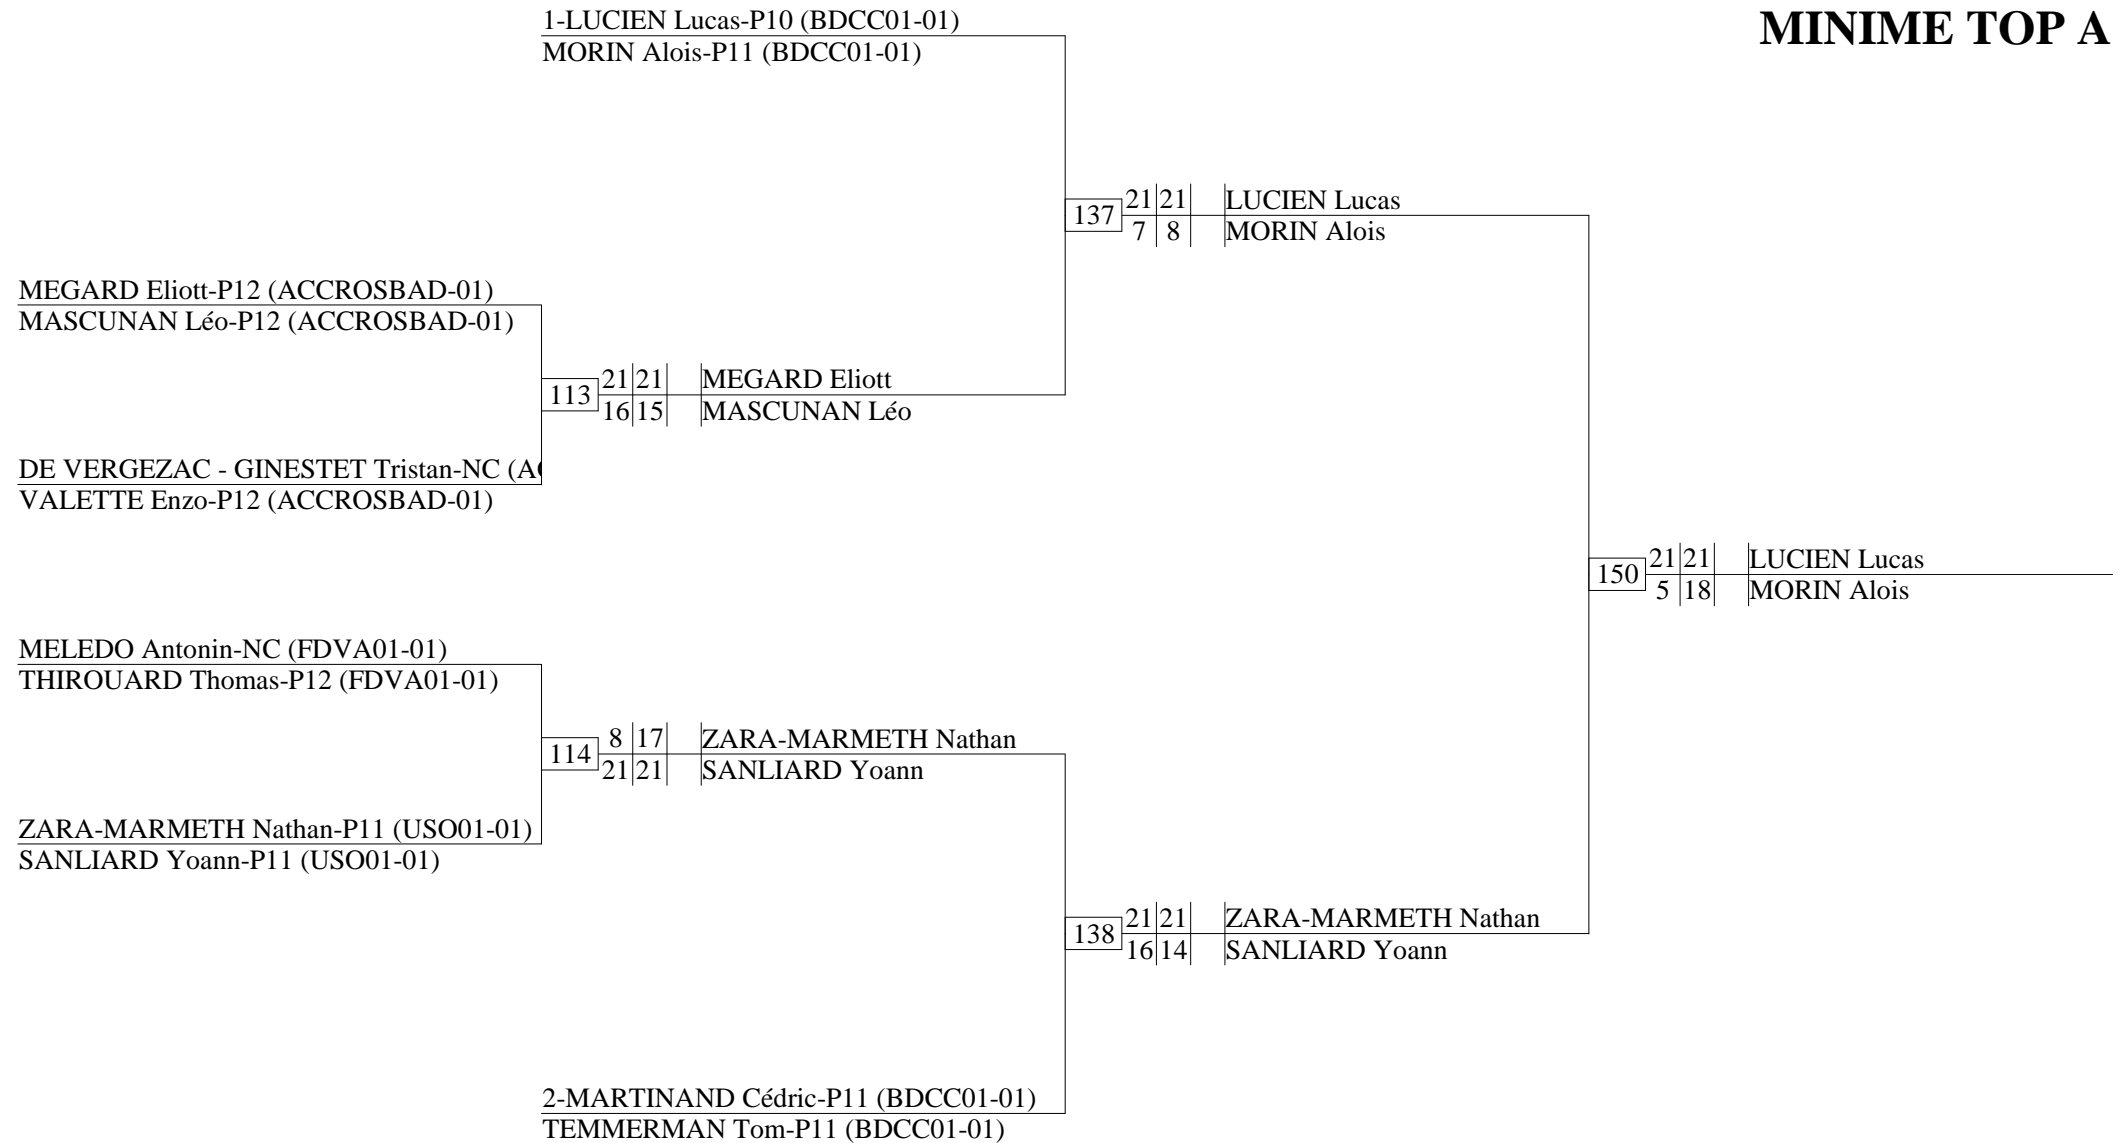 1-LUCIEN Lucas-P10 (BDCC01-01)
MORIN Alois-P11 (BDCC01-01)
MINIME TOP A
137
21 21
7 8
LUCIEN Lucas
MORIN Alois
MEGARD Eliott-P12 (ACCROSBAD-01)
MASCUNAN Léo-P12 (ACCROSBAD-01)
113
21 21
16 15
MEGARD Eliott
MASCUNAN Léo
DE VERGEZAC - GINESTET Tristan-NC (A
VALETTE Enzo-P12 (ACCROSBAD-01)
150
21 21
5 18
LUCIEN Lucas
MORIN Alois
MELEDO Antonin-NC (FDVA01-01)
THIROUARD Thomas-P12 (FDVA01-01)
114
8 17
21 21
ZARA-MARMETH Nathan
SANLIARD Yoann
ZARA-MARMETH Nathan-P11 (USO01-01)
SANLIARD Yoann-P11 (USO01-01)
138
21 21
16 14
ZARA-MARMETH Nathan
SANLIARD Yoann
2-MARTINAND Cédric-P11 (BDCC01-01)
TEMMERMAN Tom-P11 (BDCC01-01)